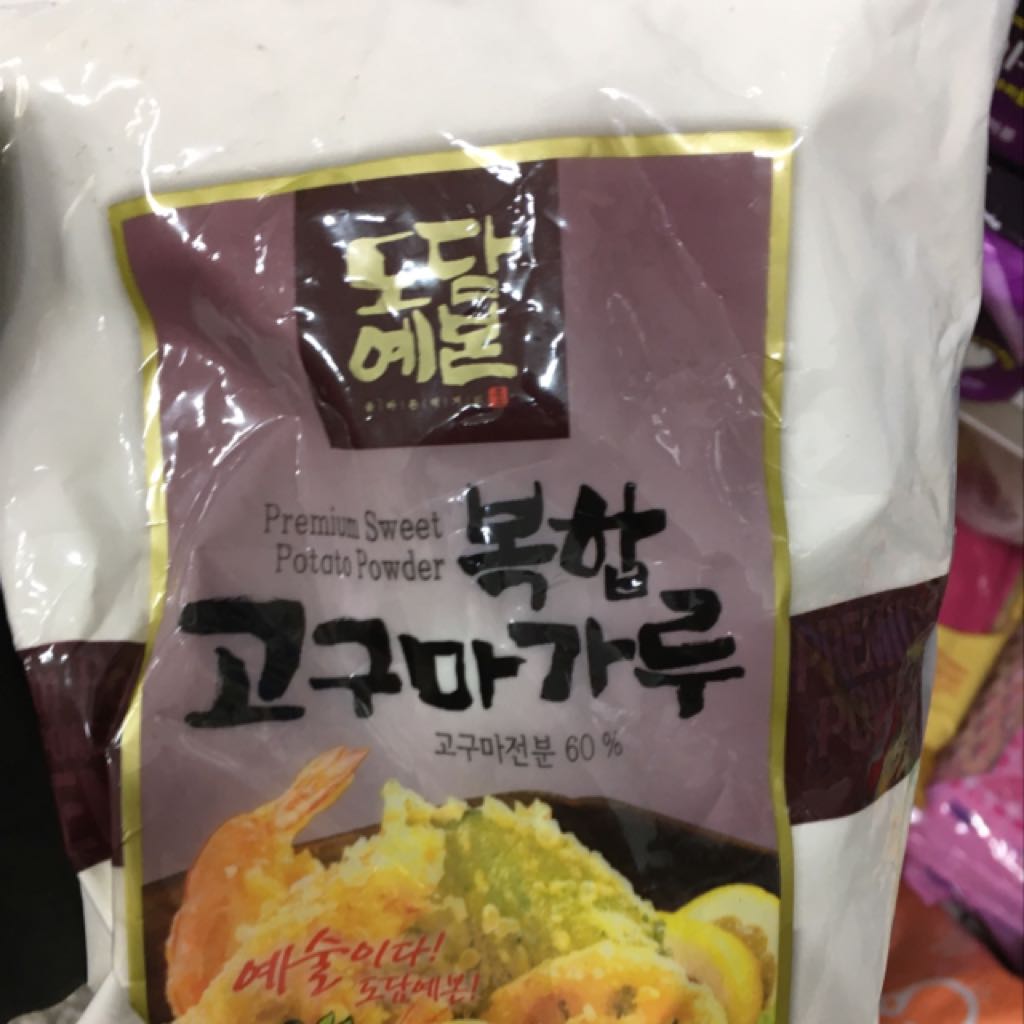 도담
예본
Premium Sweet
Potato Powder
복합
고구마가루
고구마전분 60 %
예술이다!
도담예본!